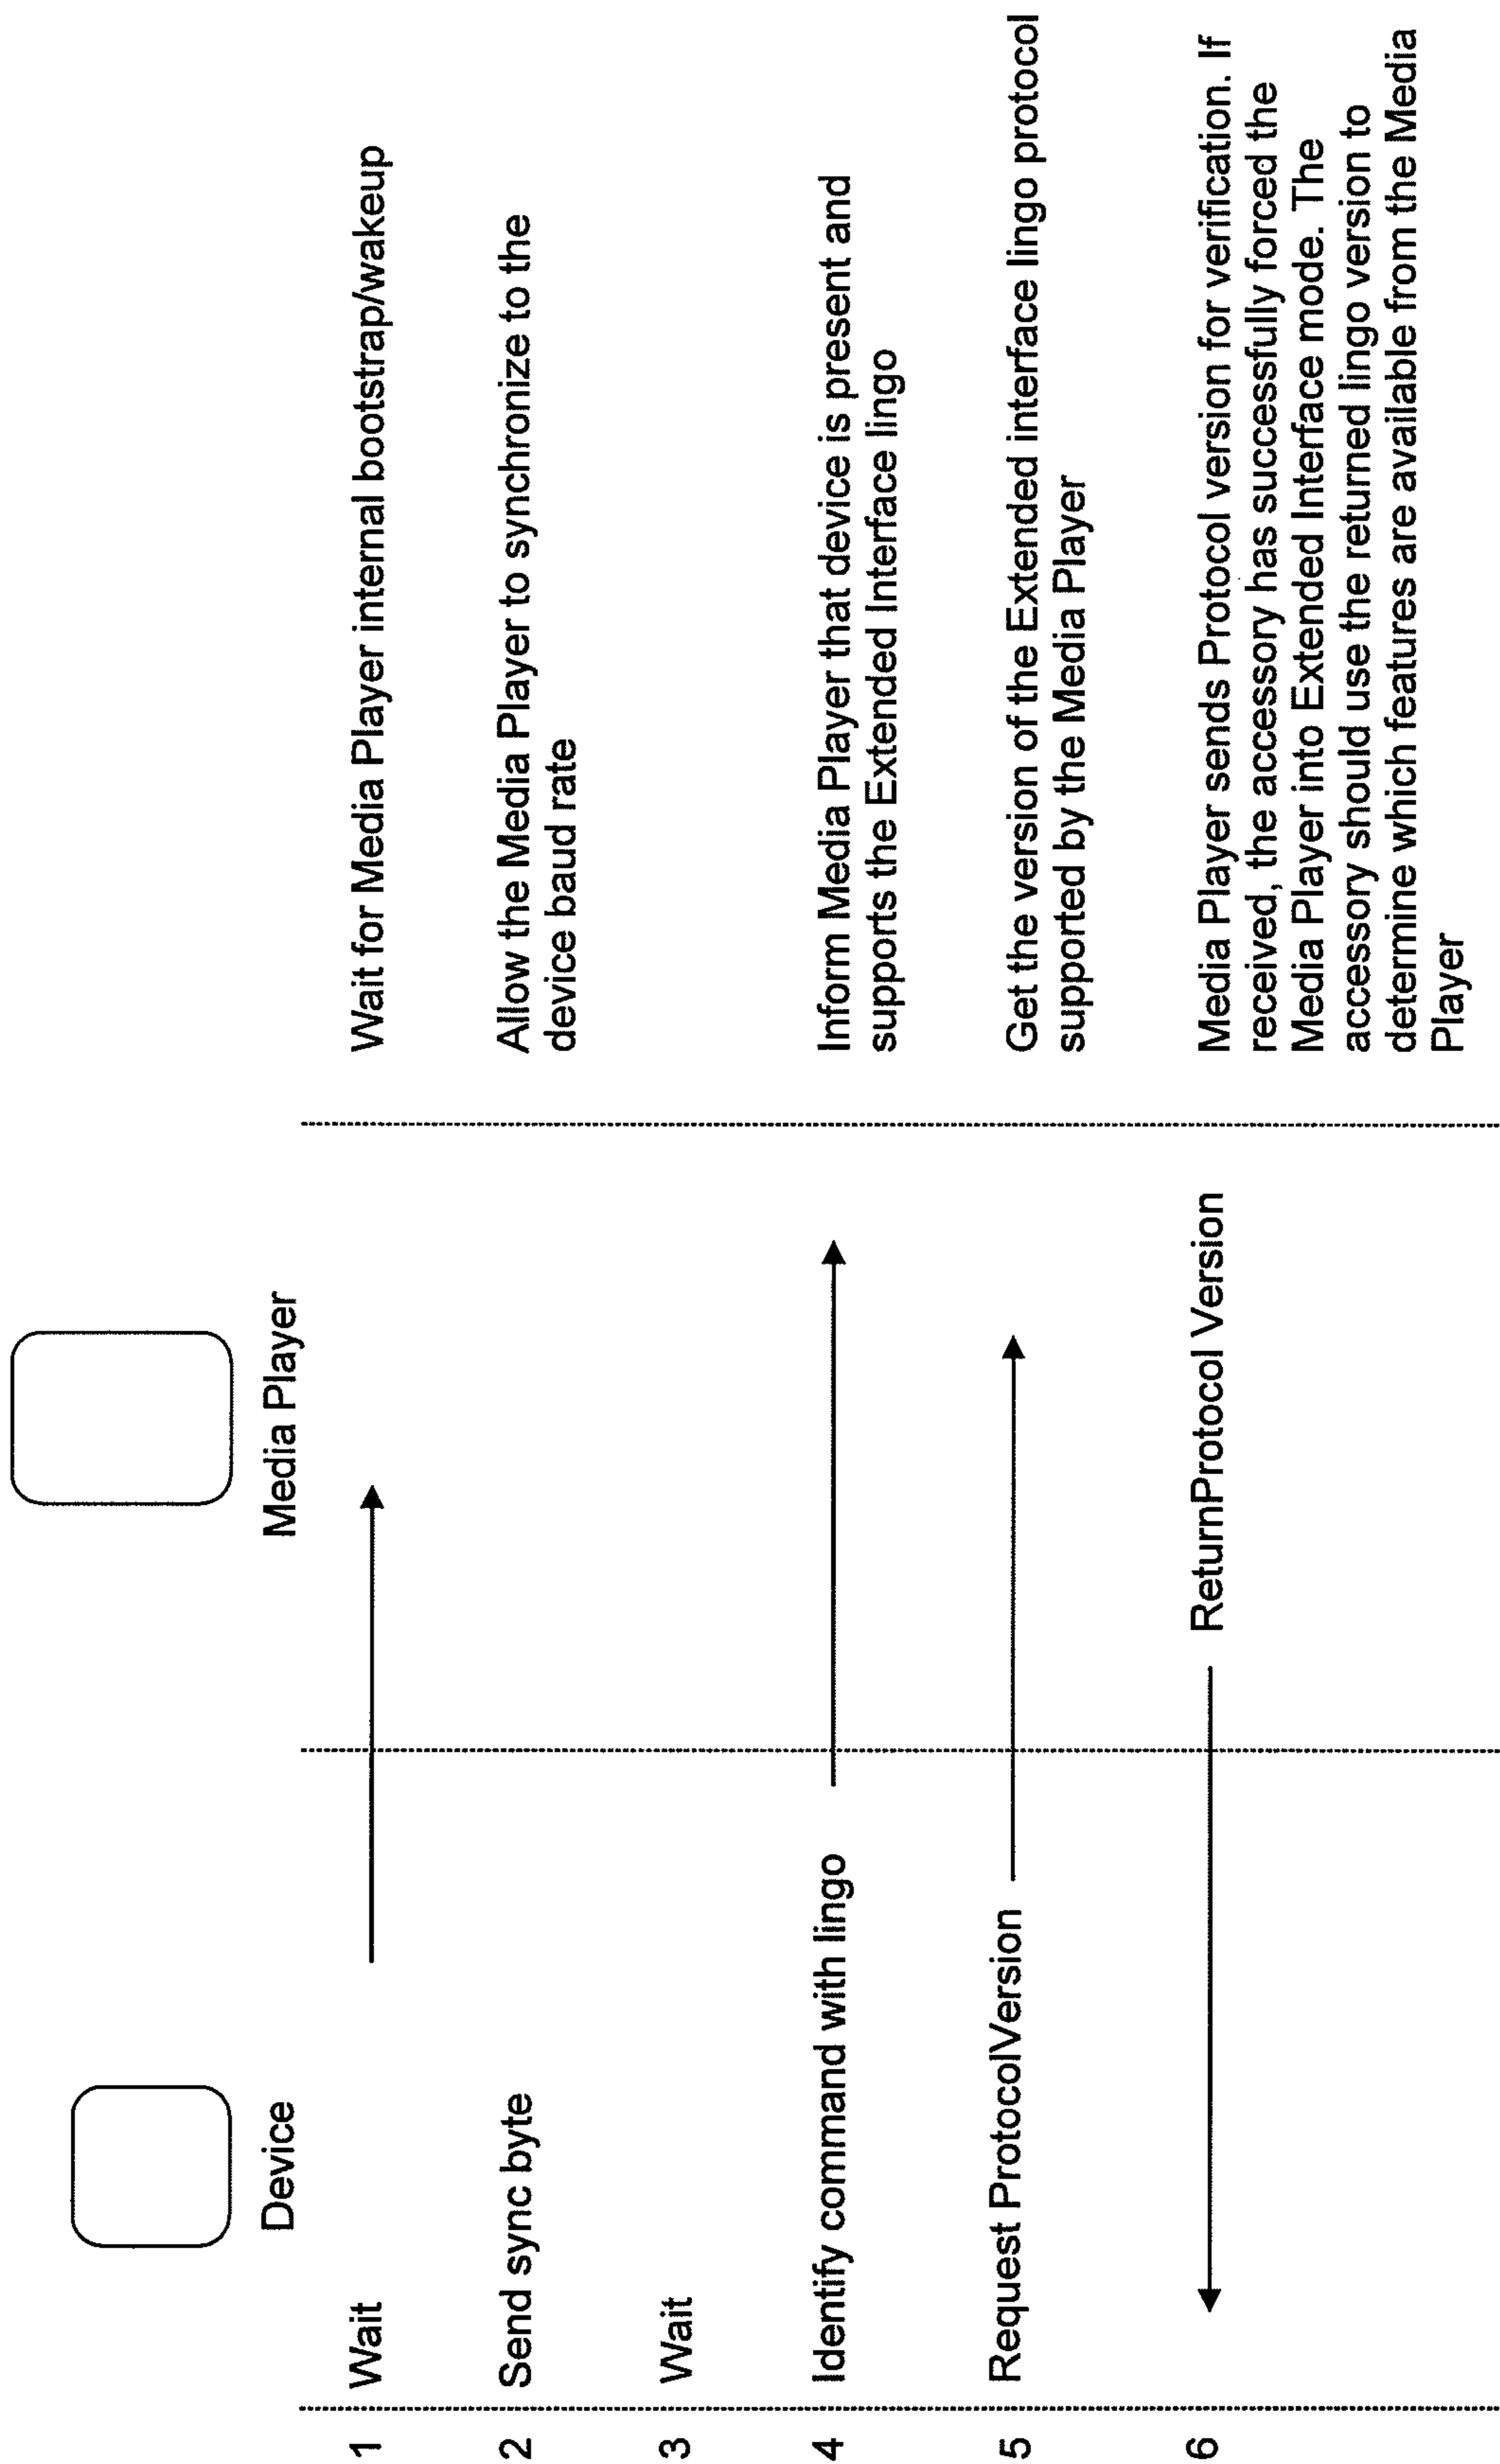 Device
Media Player
1
Wait
Wait for Media Player internal bootstrap/wakeup
2
Send sync byte
Allow the Media Player to synchronize to the
device baud rate
3
Wait
4
Identify command with lingo
Inform Media Player that device is present and
supports the Extended Interface lingo
5
Request ProtocolVersion
Get the version of the Extended interface lingo protocol
supported by the Media Player
6
ReturnProtocol Version
Media Player sends Protocol version for verification. If
received, the accessory has successfully forced the
Media Player into Extended Interface mode. The
accessory should use the returned lingo version to
determine which features are available from the Media
Player